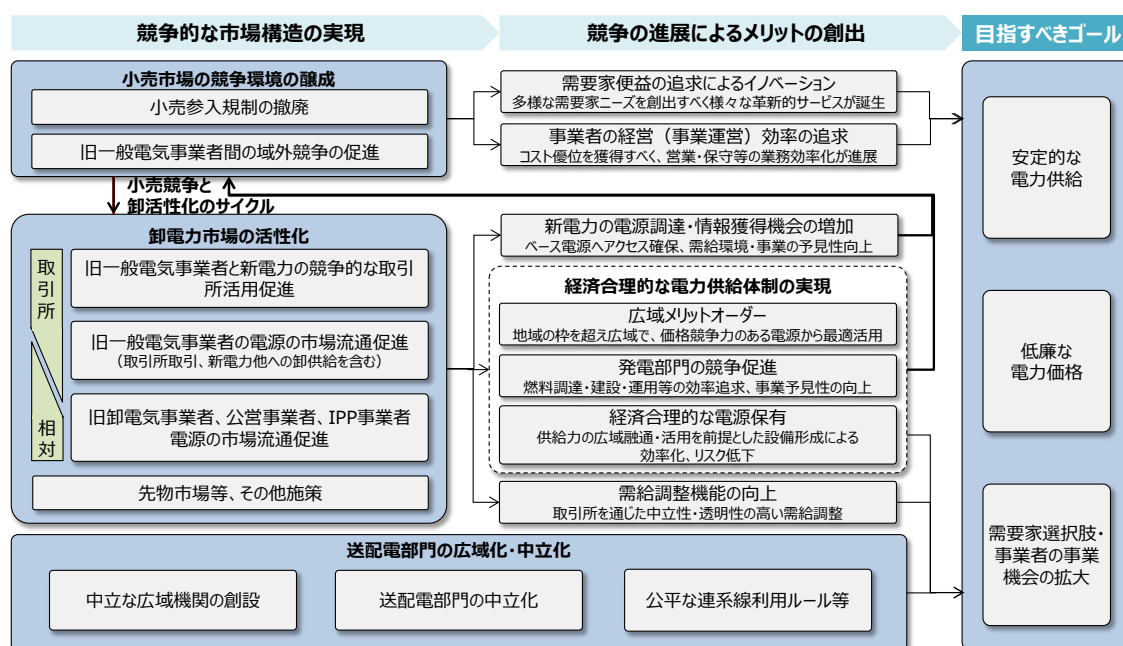 競争的な市場構造の実現
競争の進展によるメリットの創出
目指すべきゴール
小売市場の競争環境の醸成
小売参入規制の撤廃
旧一般電気事業者間の域外競争の促進
需要家便益の追求によるイノベーション
多様な需要家ニーズを創出すべく様々な革新的サービスが誕生
事業者の経営（事業運営）効率の追求
コスト優位を獲得すべく、営業・保守等の業務効率化が進展
小売競争と
卸活性化のサイクル
卸電力市場の活性化
取引所
相対
旧一般電気事業者と新電力の競争的な取引
所活用促進
旧一般電気事業者の電源の市場流通促進
（取引所取引、新電力他への卸供給を含む）
旧卸電気事業者、公営事業者、IPP事業者
電源の市場流通促進
先物市場等、その他施策
新電力の電源調達・情報獲得機会の増加
ベース電源へアクセス確保、需給環境・事業の予見性向上
経済合理的な電力供給体制の実現
広域メリットオーダー
地域の枠を超え広域で、価格競争力のある電源から最適活用
発電部門の競争促進
燃料調達・建設・運用等の効率追求、事業予見性の向上
経済合理的な電源保有
供給力の広域融通・活用を前提とした設備形成による
効率化、リスク低下
需給調整機能の向上
取引所を通じた中立性・透明性の高い需給調整
送配電部門の広域化・中立化
中立な広域機関の創設
送配電部門の中立化
公平な連系線利用ルール等
安定的な
電力供給
低廉な
電力価格
需要家選択肢・
事業者の事業
機会の拡大